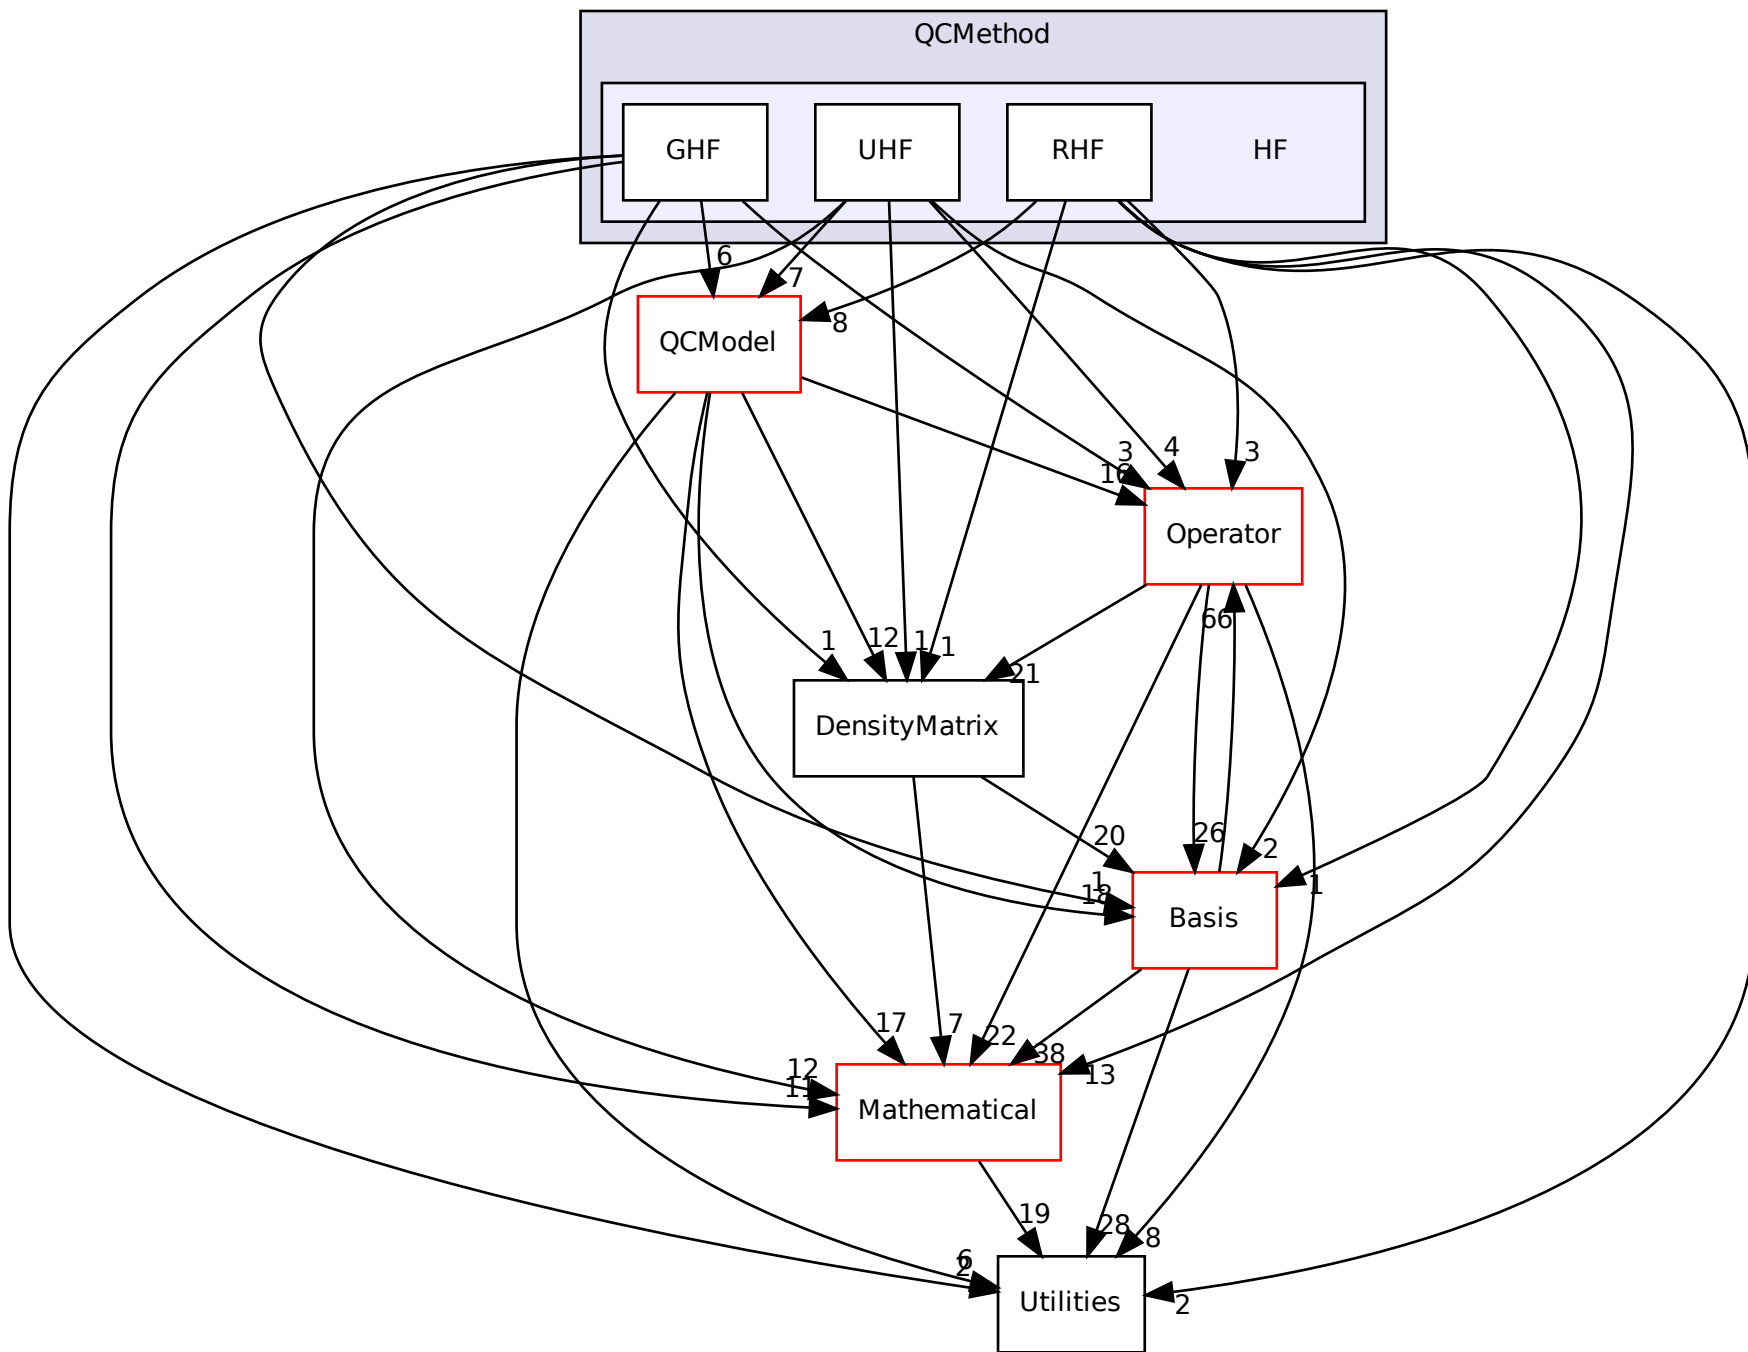 QCMethod
GHF
UHF
RHF
HF
6
7
8
QCModel
3
4
3
16
Operator
66
1
12
1
1
21
DensityMatrix
20
26
2
1
18
1
Basis
17
7
22
38
13
12
11
Mathematical
19
28
8
6
2
2
Utilities